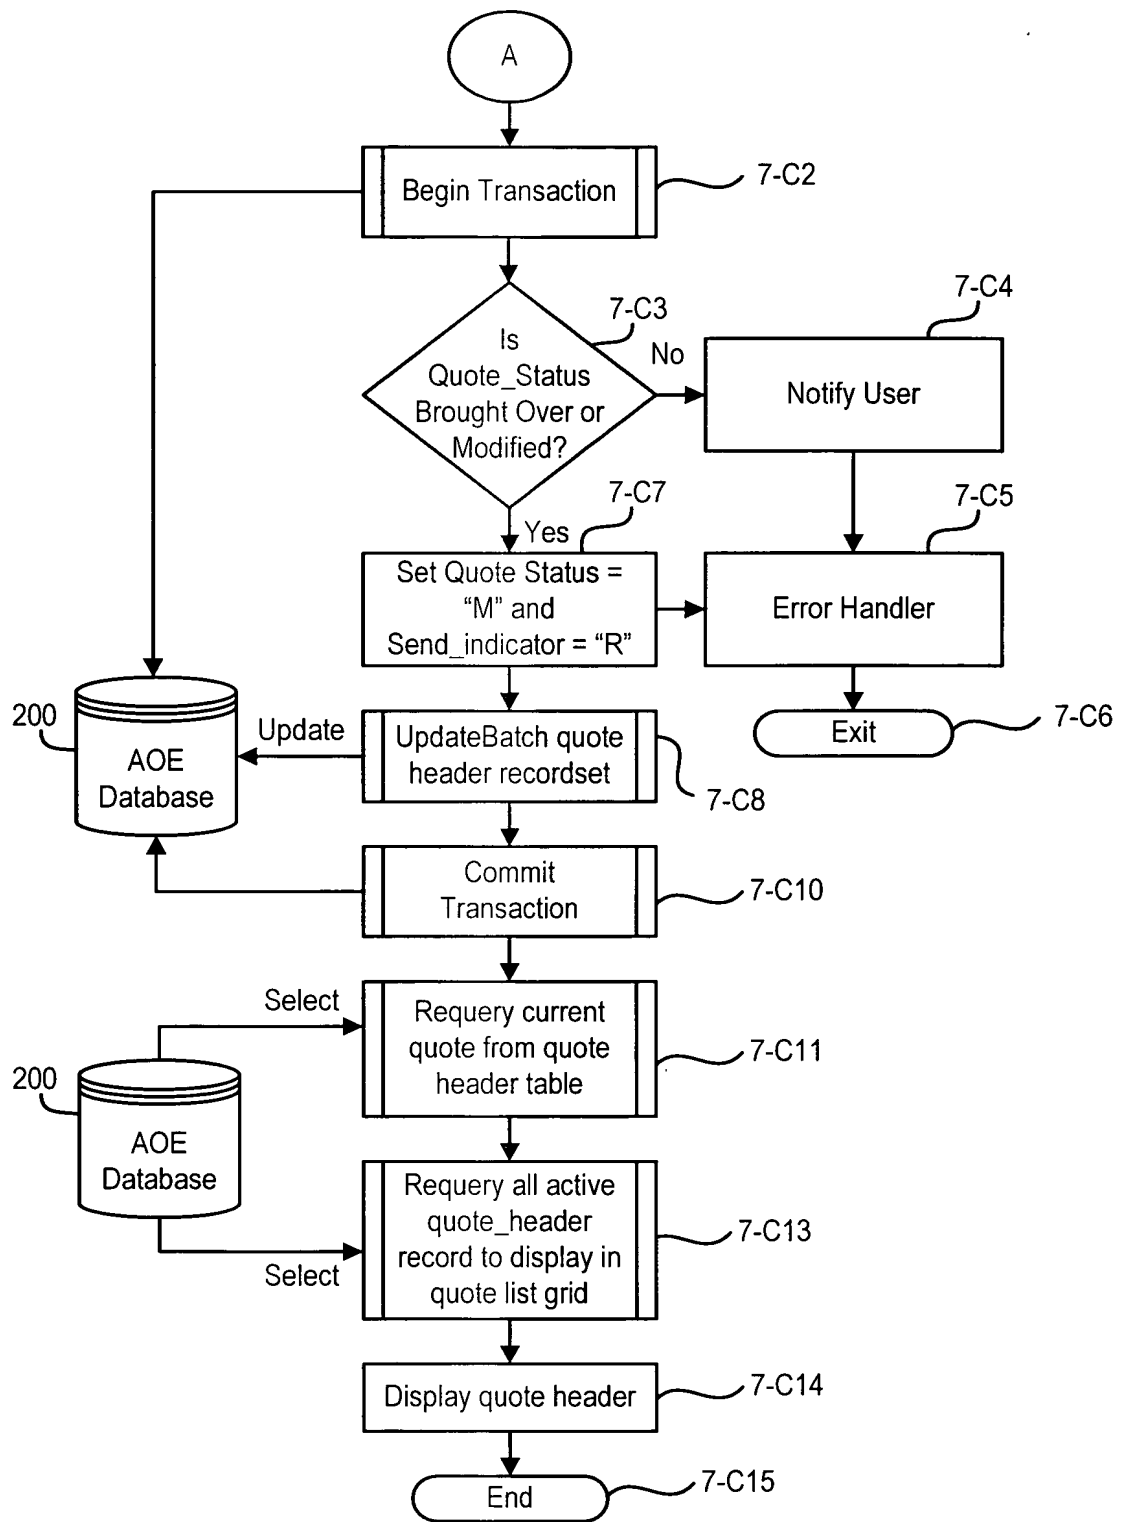 A
Begin Transaction
7-C2
Is
Quote_Status
Brought Over or
Modified?
7-C3
No
7-C4
Notify User
Yes
7-C7
Set Quote Status =
“M” and
Send_indicator = “R”
7-C5
Error Handler
Exit
7-C6
200
AOE
Database
Update
UpdateBatch quote
header recordset
7-C8
Commit
Transaction
7-C10
Select
Requery current
quote from quote
header table
7-C11
200
AOE
Database
Select
Requery all active
quote_header
record to display in
quote list grid
7-C13
Display quote header
7-C14
End
7-C15